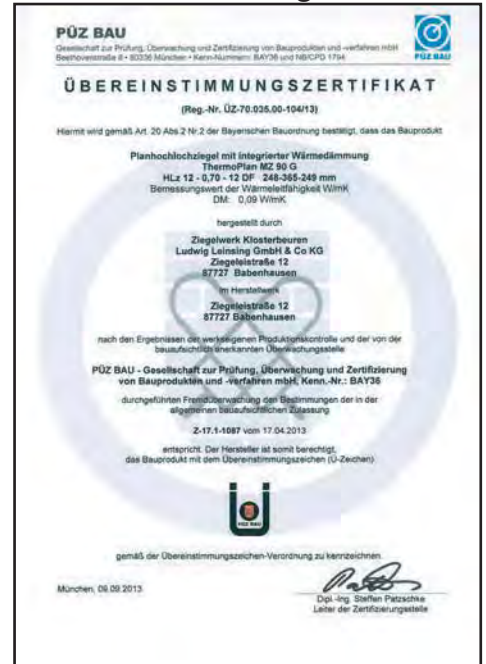 PÜZ BAU
Gesellschaft zur Prüfung, Überwachung und Zertifizierung von Bauprodukten und -verfahren mbH
Beethovenstraße 8 • 80336 München • Kenn-Nummern: BAY36 und NB/CPD 1794
PÜZ BAU
ÜBEREINSTIMMUNGSZERTIFIKAT
(Reg.-Nr. ÜZ-70.035.00-104/13)
Hiermit wird gemäß Art. 20 Abs.2 Nr.2 der Bayerischen Bauordnung bestätigt, dass das Bauprodukt
Planhochlochziegel mit integrierter Wärmedämmung
ThermoPlan MZ 90 G
HLz 12 - 0,70 - 12 DF 248-365-249 mm
Bemessungswert der Wärmeleitfähigkeit W/mK
DM: 0,09 W/mK
hergestellt durch
Ziegelwerk Klosterbeuren
Ludwig Leinsing GmbH & Co KG
Ziegeleistraße 12
87727 Babenhausen
im Herstellwerk
Ziegeleistraße 12
87727 Babenhausen
nach den Ergebnissen der werkseigenen Produktionskontrolle und der von der
bauaufsichtlich anerkannten Überwachungsstelle
PÜZ BAU - Gesellschaft zur Prüfung, Überwachung und Zertifizierung
von Bauprodukten und -verfahren mbH, Kenn.-Nr.: BAY36
durchgeführten Fremdüberwachung den Bestimmungen der in der
allgemeinen bauaufsichtlichen Zulassung
Z-17.1-1087 vom 17.04.2013
entspricht. Der Hersteller ist somit berechtigt,
das Bauprodukt mit dem Übereinstimmungszeichen (Ü-Zeichen)
PÜZ BAU
gemäß der Übereinstimmungszeichen-Verordnung zu kennzeichnen.
München, 09.09.2013
Dipl.-Ing. Steffen Patzschke
Leiter der Zertifizierungsstelle